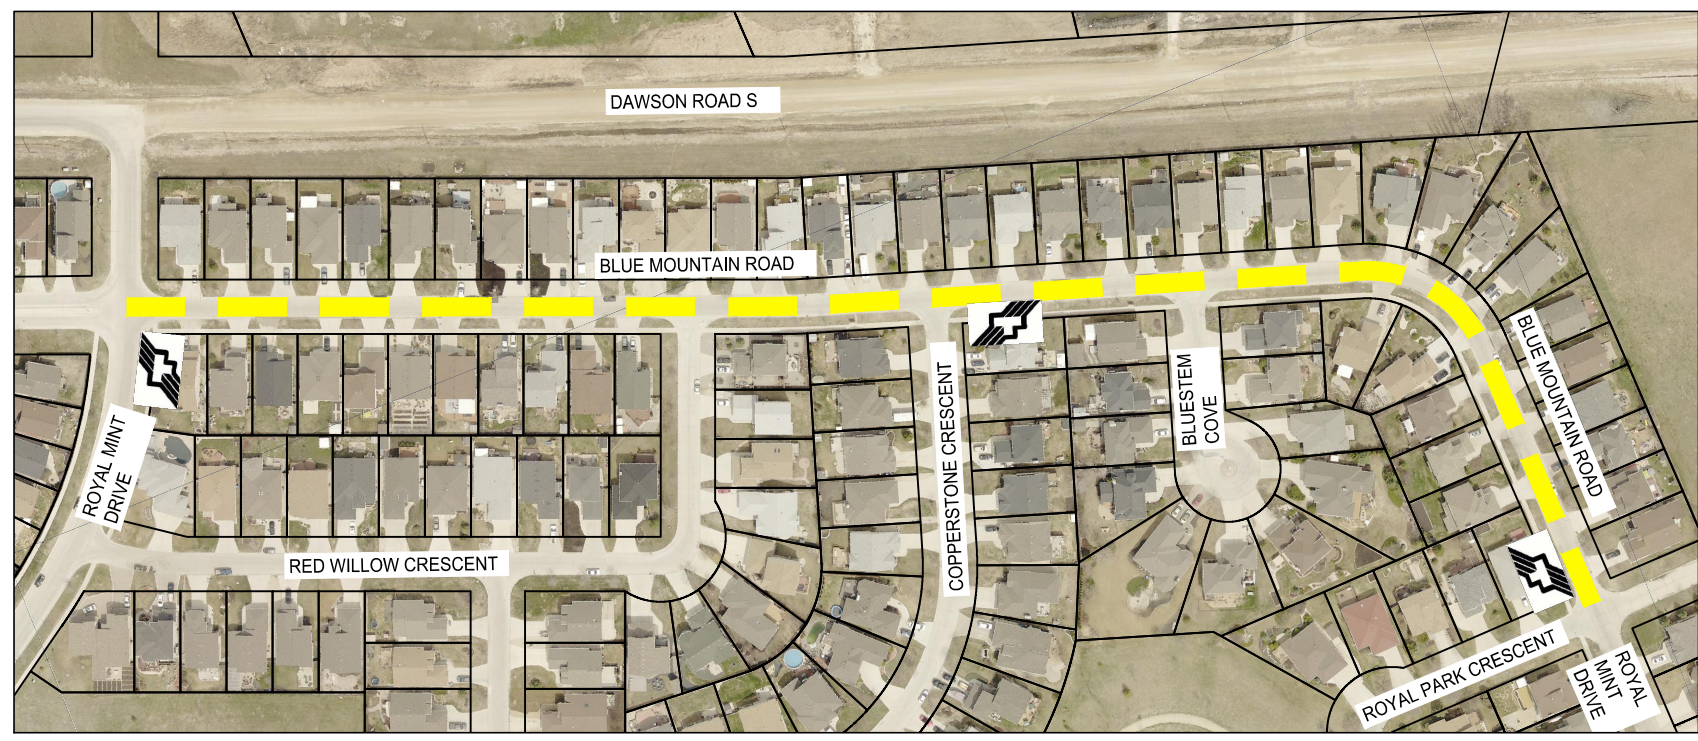 DAWSON ROAD S
BLUE MOUNTAIN ROAD
BLUE MOUNTAIN ROAD
BLUESTEM
COVE
COPPERSTONE CRESCENT
ROYAL MINT
DRIVE
RED WILLOW CRESCENT
ROYAL PARK CRESCENT
ROYAL
MINT
DRIVE